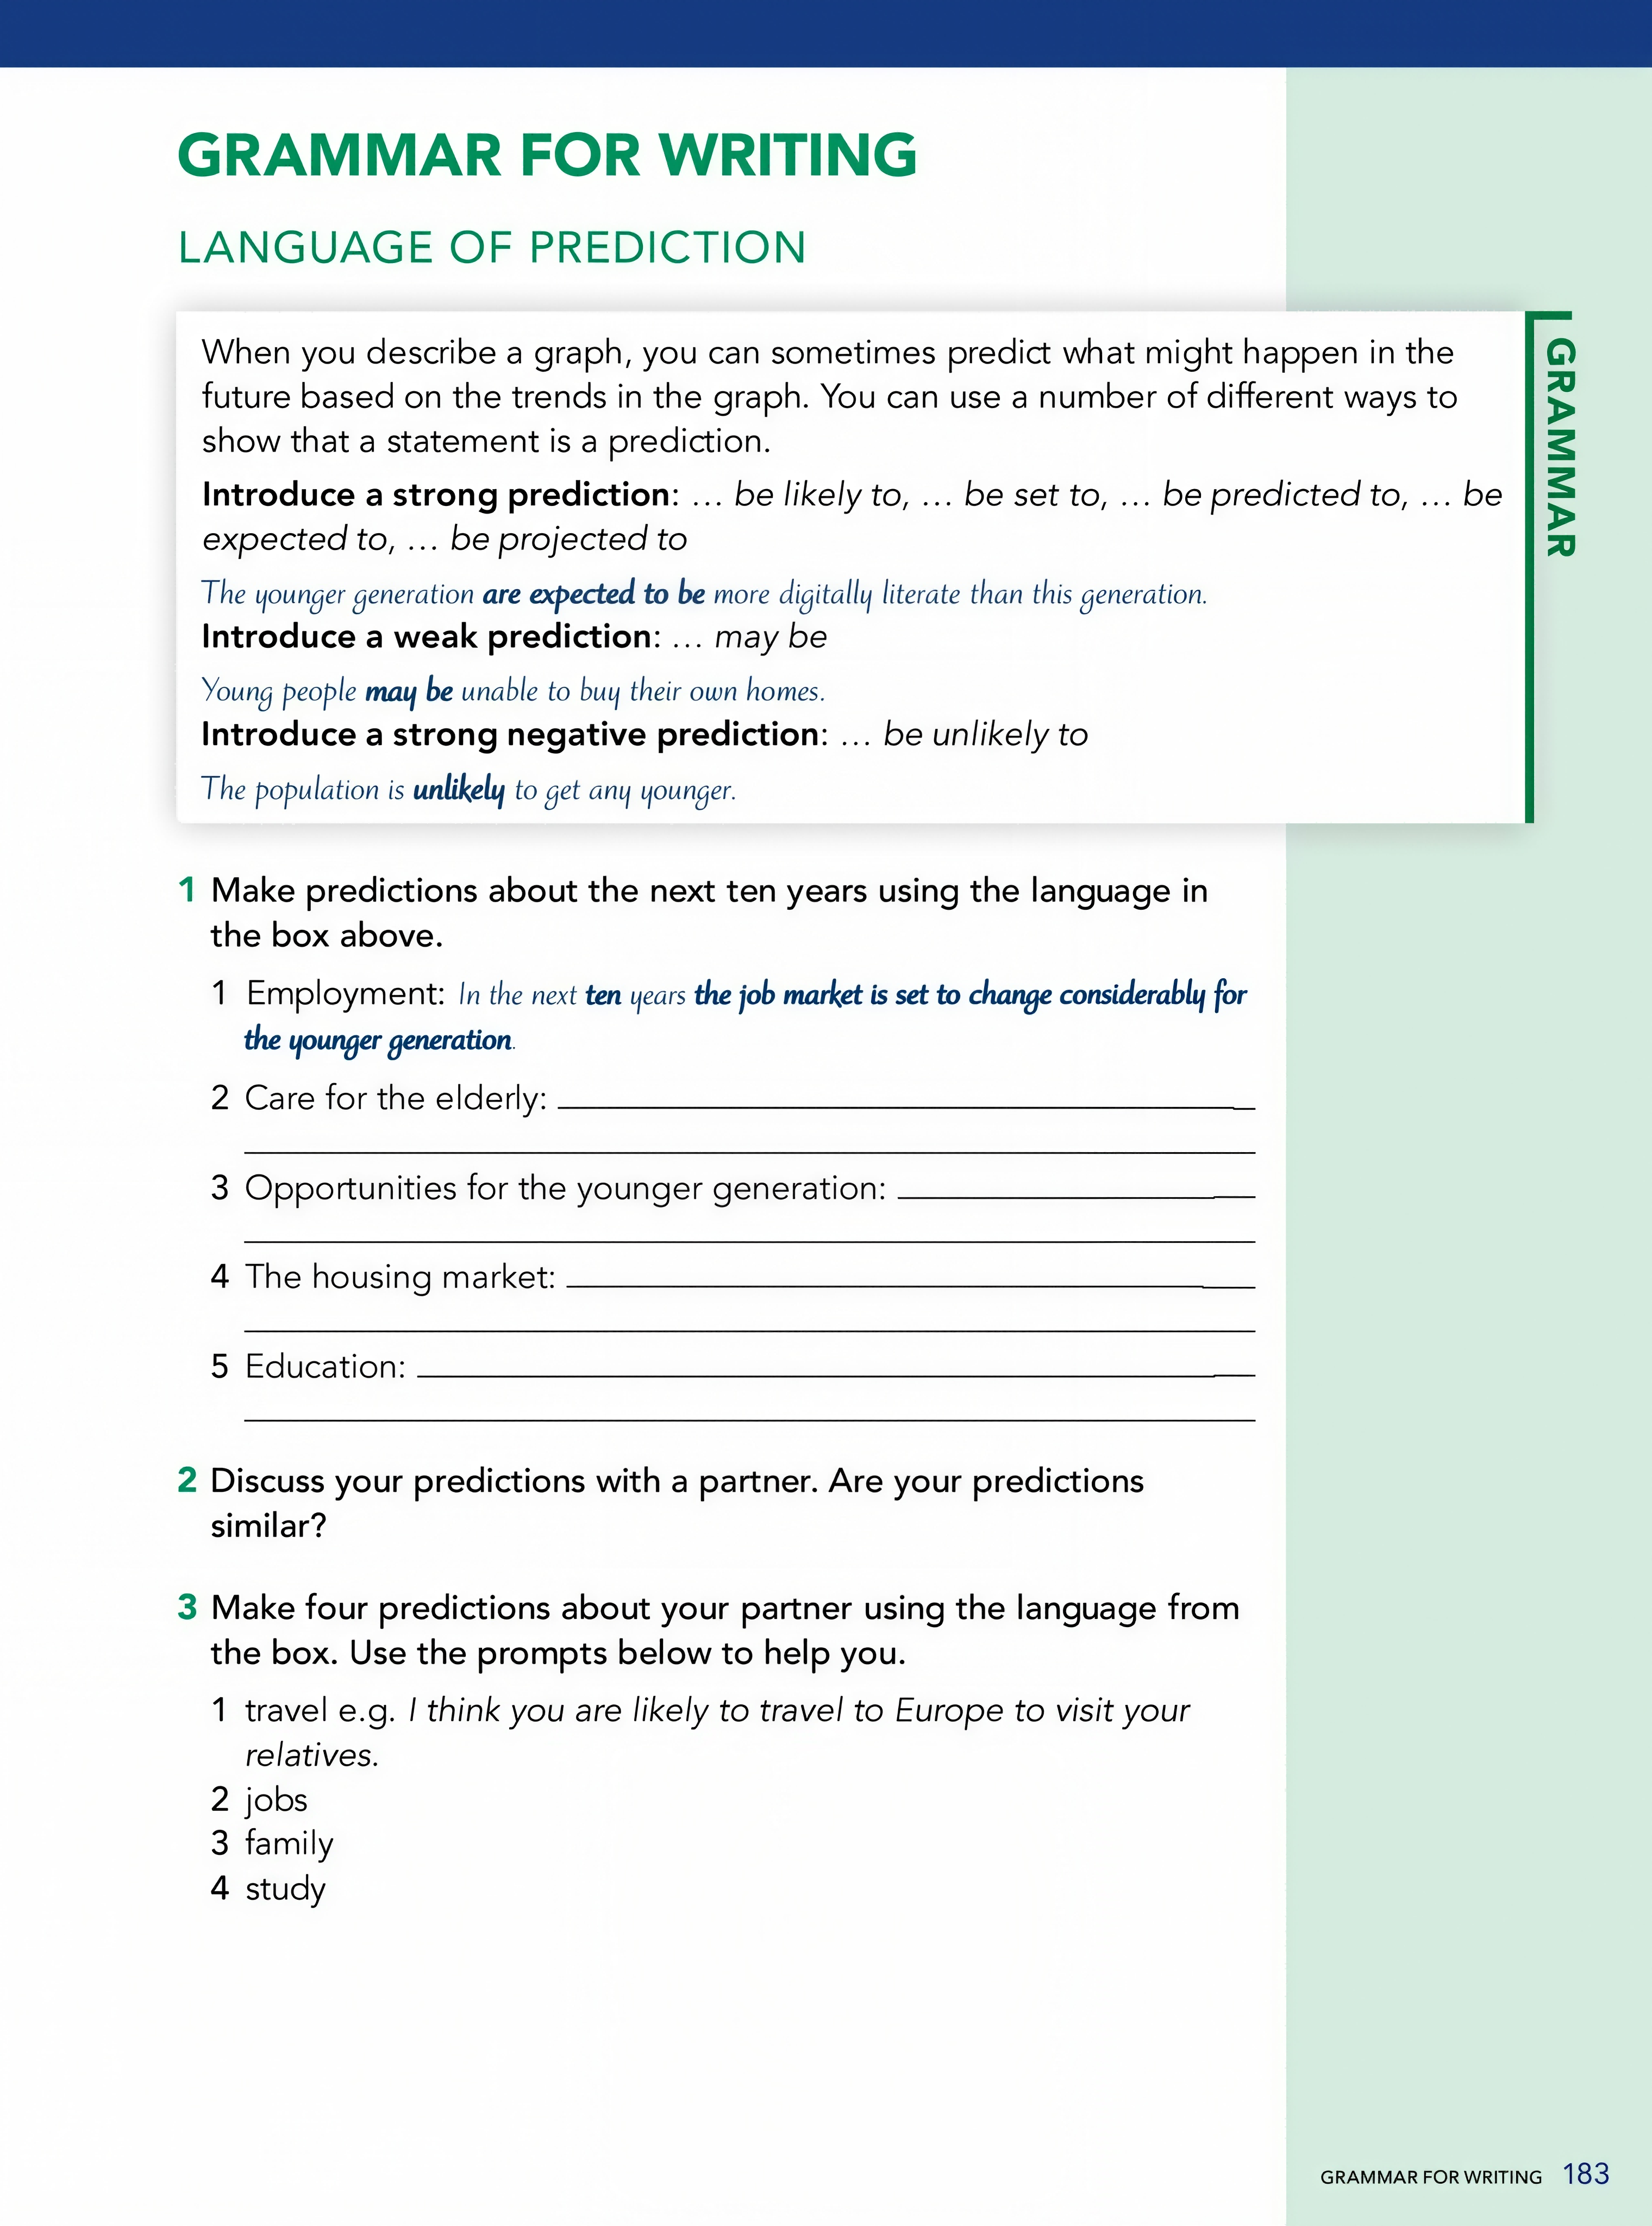 GRAMMAR FOR WRITING
LANGUAGE OF PREDICTION
When you describe a graph, you can sometimes predict what might happen in the
future based on the trends in the graph. You can use a number of different ways to
show that a statement is a prediction.
Introduce a strong prediction: … be likely to, … be set to, … be predicted to, … be
expected to, … be projected to
The younger generation are expected to be more digitally literate than this generation.
Introduce a weak prediction: … may be
Young people may be unable to buy their own homes.
Introduce a strong negative prediction: … be unlikely to
The population is unlikely to get any younger.
GRAMMAR
1 Make predictions about the next ten years using the language in
the box above.
1 Employment: In the next ten years the job market is set to change considerably for
the younger generation.
2 Care for the elderly:
3 Opportunities for the younger generation:
4 The housing market:
5 Education:
2 Discuss your predictions with a partner. Are your predictions
similar?
3 Make four predictions about your partner using the language from
the box. Use the prompts below to help you.
1 travel e.g. I think you are likely to travel to Europe to visit your
relatives.
2 jobs
3 family
4 study
GRAMMAR FOR WRITING 183